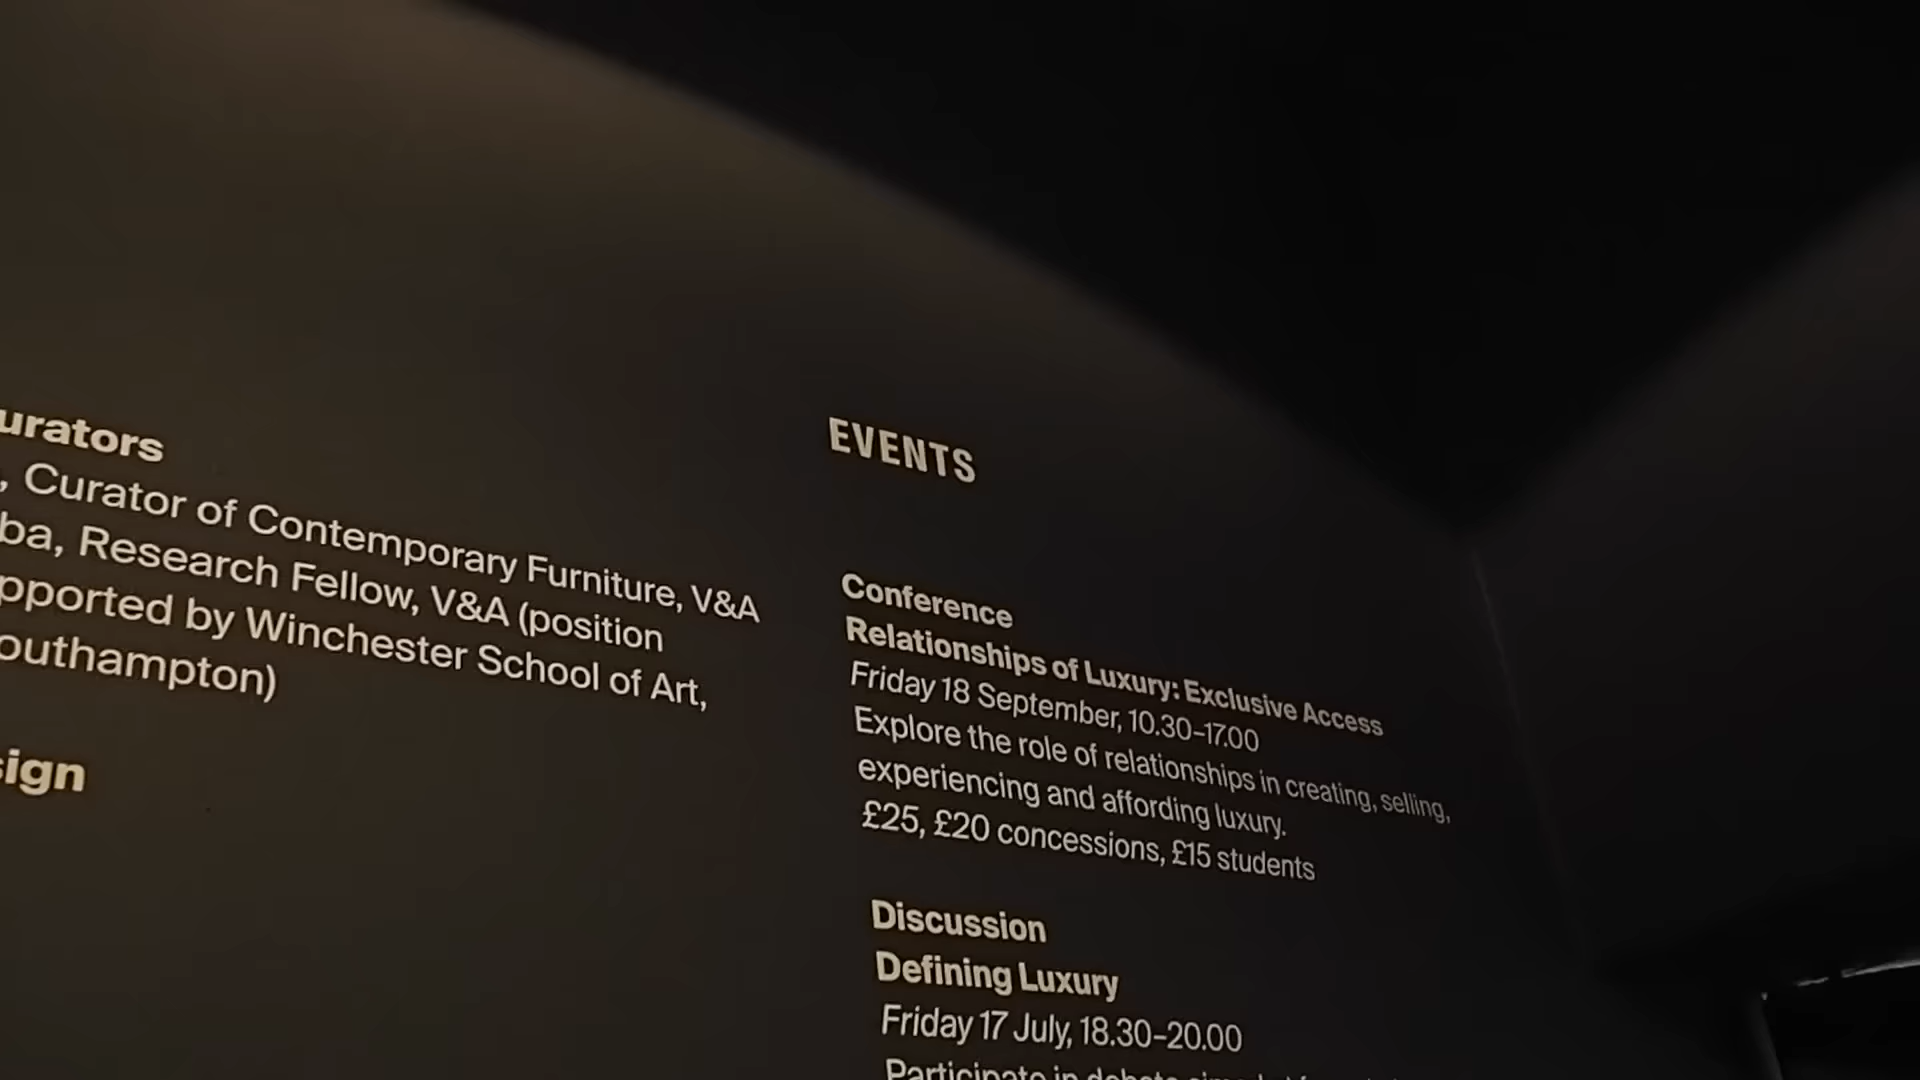 urators
, Curator of Contemporary Furniture, V&A
ba, Research Fellow, V&A (position
pported by Winchester School of Art,
outhampton)
sign
EVENTS
Conference
Relationships of Luxury: Exclusive Access
Friday 18 September, 10.30–17.00
Explore the role of relationships in creating, selling,
experiencing and affording luxury.
£25, £20 concessions, £15 students
Discussion
Defining Luxury
Friday 17 July, 18.30–20.00
Participate in debate